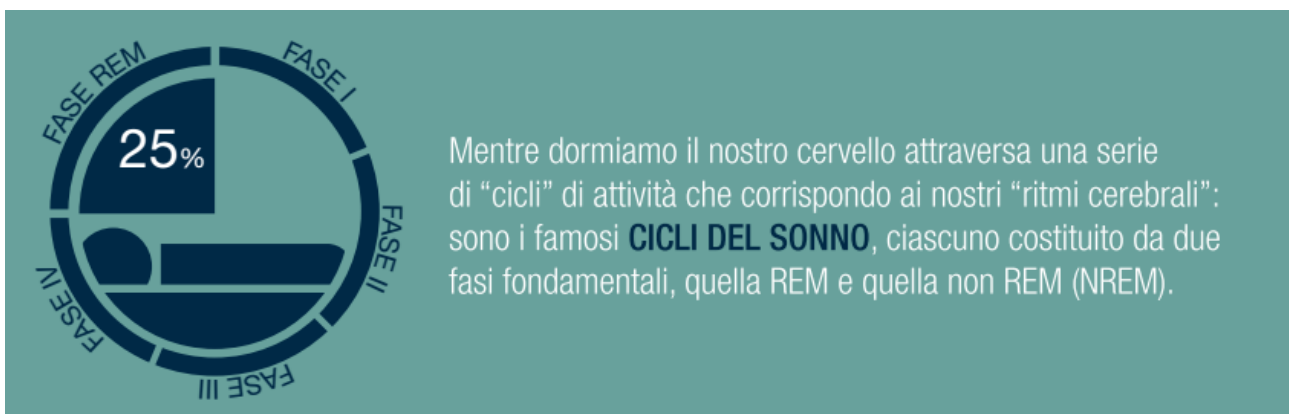 FASE REM
FASE I
25%
FASE II
FASE III
FASE IV
Mentre dormiamo il nostro cervello attraversa una serie
di “cicli” di attività che corrispondo ai nostri “ritmi cerebrali”:
sono i famosi CICLI DEL SONNO, ciascuno costituito da due
fasi fondamentali, quella REM e quella non REM (NREM).